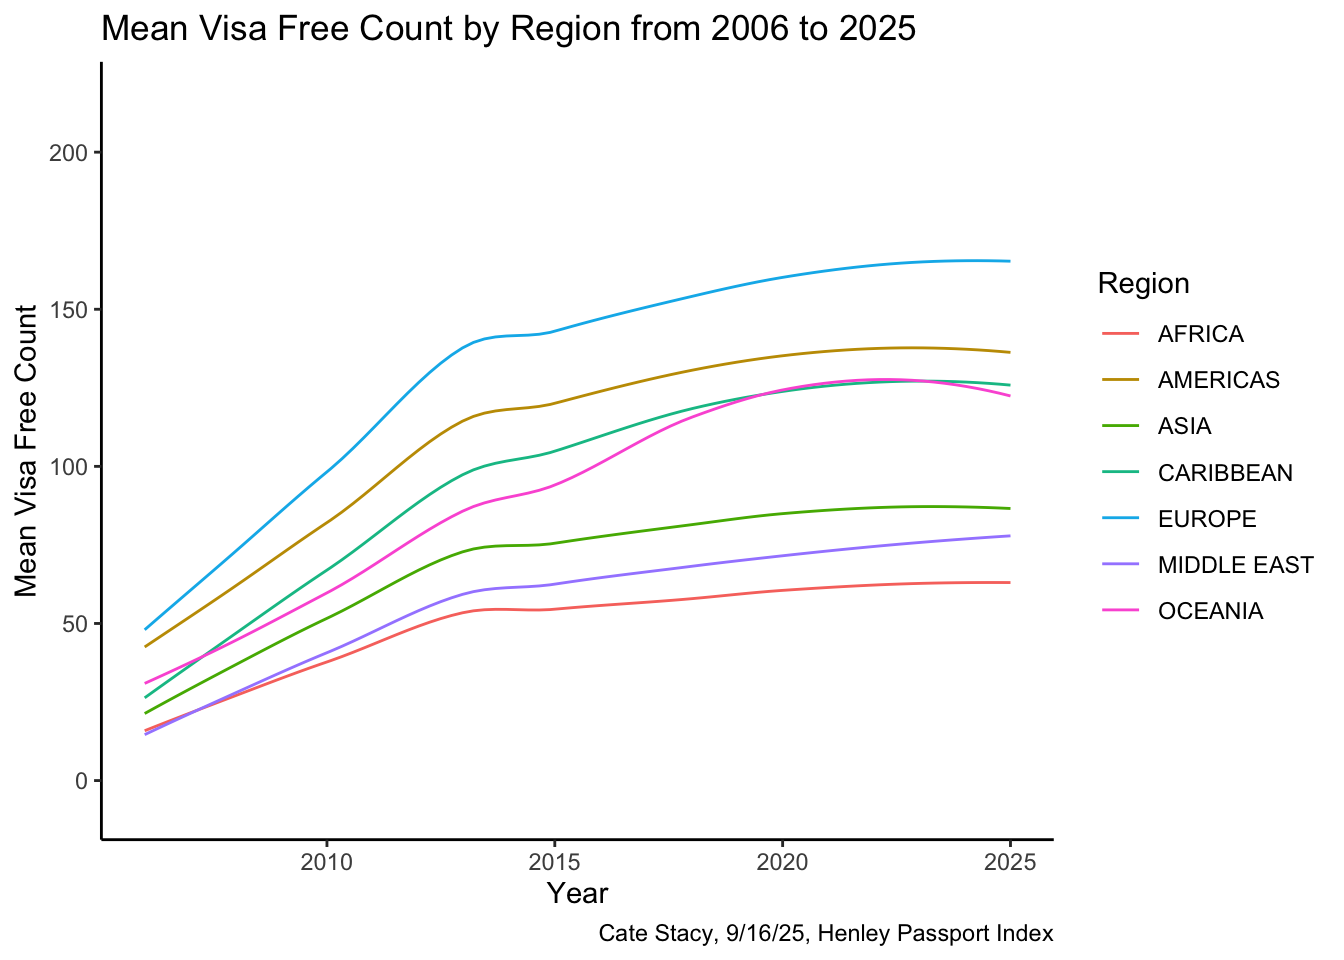 Mean Visa Free Count by Region from 2006 to 2025
Mean Visa Free Count
200
150
100
50
0
2010
2015
2020
2025
Year
Region
AFRICA
AMERICAS
ASIA
CARIBBEAN
EUROPE
MIDDLE EAST
OCEANIA
Cate Stacy, 9/16/25, Henley Passport Index